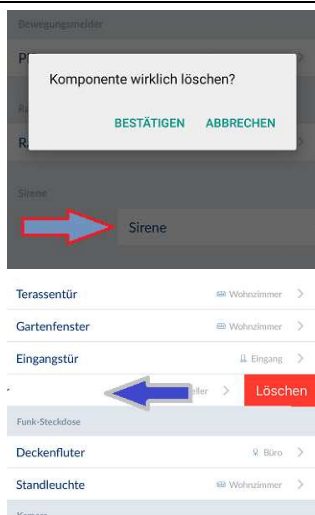 Bewegungsmelder
Komponente wirklich löschen?
BESTÄTIGEN ABBRECHEN
Sirene
Sirene
Terassentür Wohnzimmer
Gartenfenster Wohnzimmer
Eingangstür Eingang
Löschen
Funk-Steckdose
Deckenfluter Büro
Standleuchte Wohnzimmer